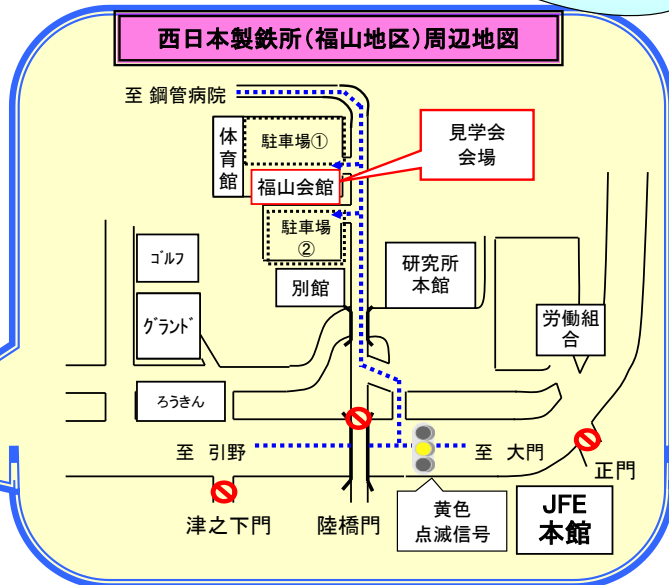 西日本製鉄所(福山地区)周辺地図
至 鋼管病院
体
育
館
駐車場①
見学会
会場
福山会館
駐車場
②
ゴルフ
別館
研究所
本館
グランド
労働組
合
ろうきん
至 引野
至 大門
正門
津之下門
陸橋門
黄色
点滅信号
JFE
本館